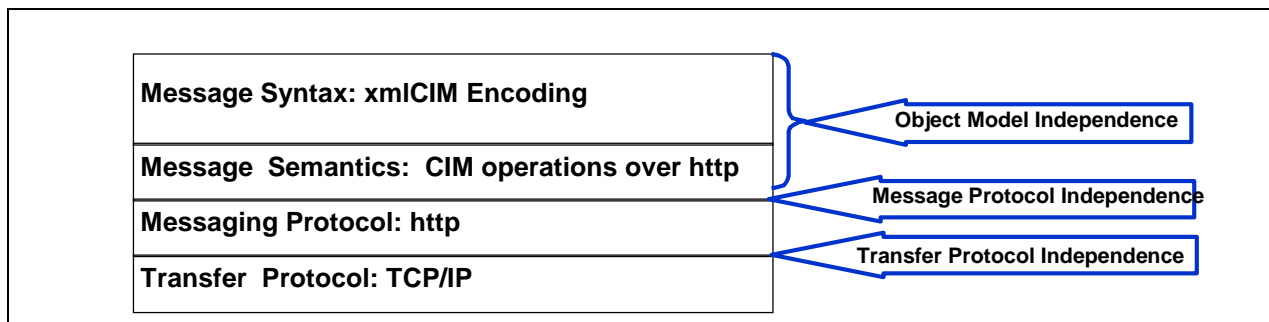 Message Syntax: xmlCIM Encoding
Object Model Independence
Message Semantics: CIM operations over http
Message Protocol Independence
Messaging Protocol: http
Transfer Protocol Independence
Transfer Protocol: TCP/IP